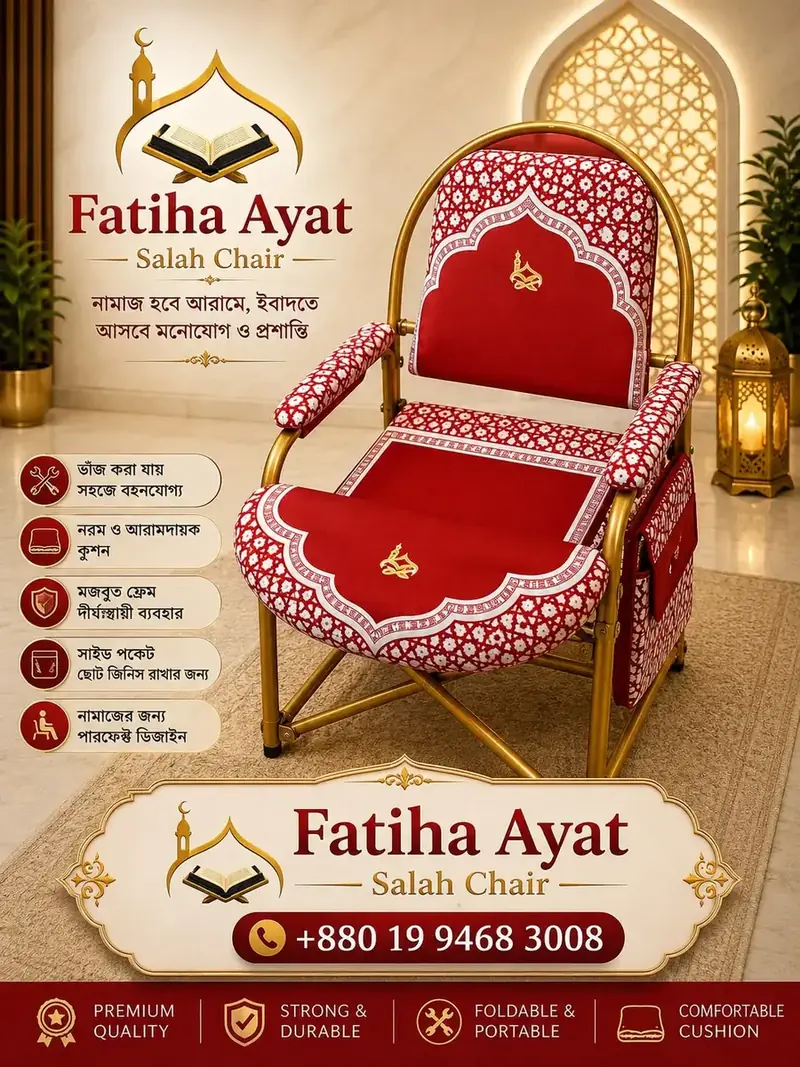 Fatiha Ayat
Salah Chair
নামাজ হবে আরামে, ইবাদতে
আসবে মনোযোগ ও প্রশান্তি
ভাঁজ করা যায়
সহজে বহনযোগ্য
নরম ও আরামদায়ক
কুশন
মজবুত ফ্রেম
দীর্ঘস্থায়ী ব্যবহার
সাইড পকেট
ছোট জিনিস রাখার জন্য
নামাজের জন্য
পারফেক্ট ডিজাইন
Fatiha Ayat
Salah Chair
+880 19 9468 3008
PREMIUM
QUALITY
STRONG &
DURABLE
FOLDABLE &
PORTABLE
COMFORTABLE
CUSHION